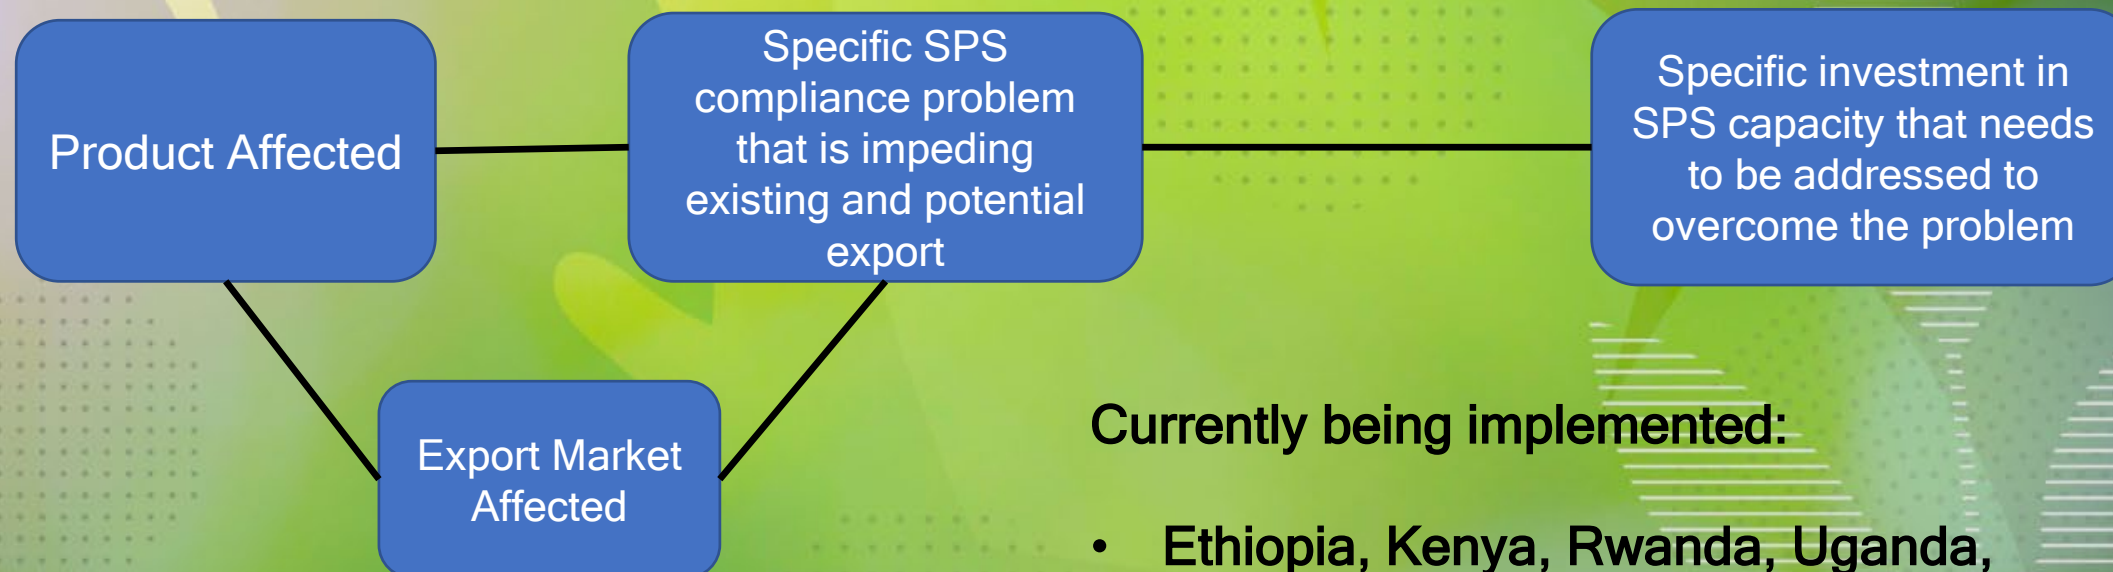 Product Affected
Specific SPS
compliance problem
that is impeding
existing and potential
export
Specific investment in
SPS capacity that needs
to be addressed to
overcome the problem
Export Market
Affected
Currently being implemented:
• Ethiopia, Kenya, Rwanda, Uganda,